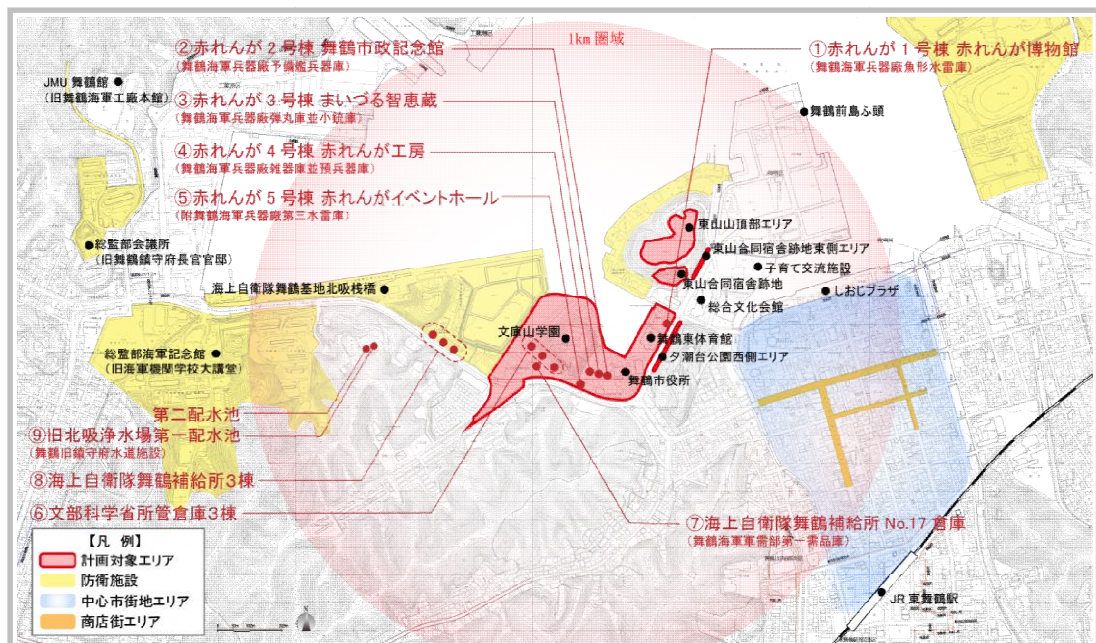 ②赤れんが2号棟 舞鶴市政記念館
(舞鶴海軍兵器廠予備艦兵器庫)
1km 圏域
①赤れんが1号棟 赤れんが博物館
(舞鶴海軍兵器廠魚形水雷庫)
JMU 舞鶴館
(旧舞鶴海軍工廠本館)
③赤れんが3号棟 まいづる智恵蔵
(舞鶴海軍兵器廠弾丸庫並小銃庫)
舞鶴前島ふ頭
④赤れんが4号棟 赤れんが工房
(舞鶴海軍兵器廠雑器庫並預兵器庫)
⑤赤れんが5号棟 赤れんがイベントホール
(附舞鶴海軍兵器廠第三水雷庫)
東山山頂部エリア
総監部会議所
(旧舞鶴鎮守府長官官邸)
東山合同宿舎跡地東側エリア
子育て交流施設
東山合同宿舎跡地
海上自衛隊舞鶴基地北吸桟橋
しおじプラザ
総合文化会館
文庫山学園
舞鶴東体育館
総監部海軍記念館
(旧海軍機関学校大講堂)
夕潮台公園西側エリア
舞鶴市役所
第二配水池
⑨旧北吸浄水場第一配水池
(舞鶴旧鎮守府水道施設)
⑧海上自衛隊舞鶴補給所3棟
⑥文部科学省所管倉庫3棟
⑦海上自衛隊舞鶴補給所 No.17 倉庫
(舞鶴海軍軍需部第一需品庫)
【凡 例】
計画対象エリア
防衛施設
中心市街地エリア
商店街エリア
JR 東舞鶴駅